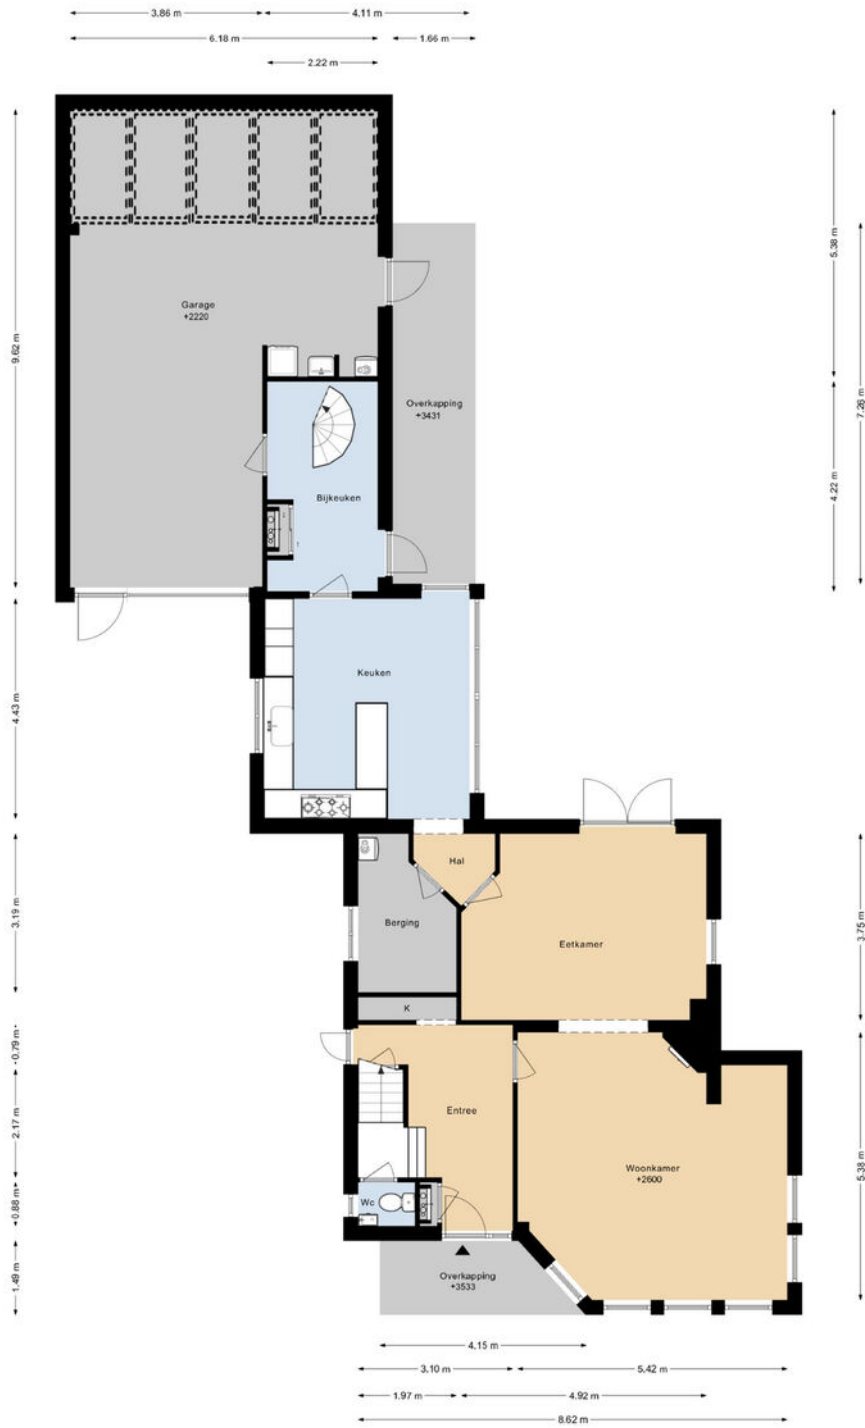 3.86 m
4.11 m
6.18 m
1.66 m
2.22 m
9.62 m
5.38 m
7.26 m
4.22 m
Garage
+2220
Overkapping
+3431
Bijkeuken
4.43 m
Keuken
3.19 m
3.75 m
Hal
Berging
Eetkamer
K
0.79 m
2.17 m
Entree
5.38 m
Woonkamer
+2600
0.88 m
Wc
1.49 m
Overkapping
+3533
4.15 m
3.10 m
5.42 m
1.97 m
4.92 m
8.62 m